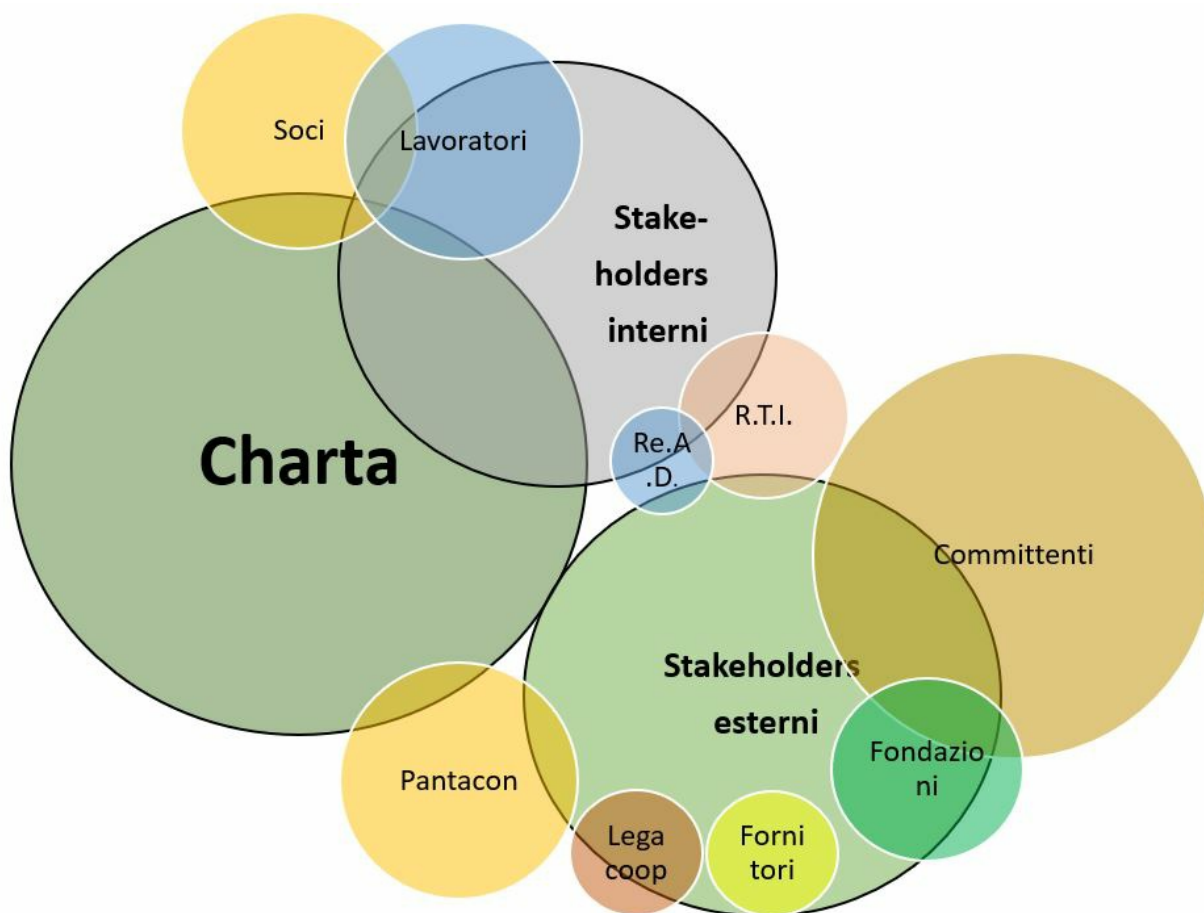 Soci
Lavoratori
Stake-
holders
interni
R.T.I.
Re.A
.D.
Charta
Committenti
Stakeholders
esterni
Fondazio
ni
Pantacon
Lega
coop
Forni
tori